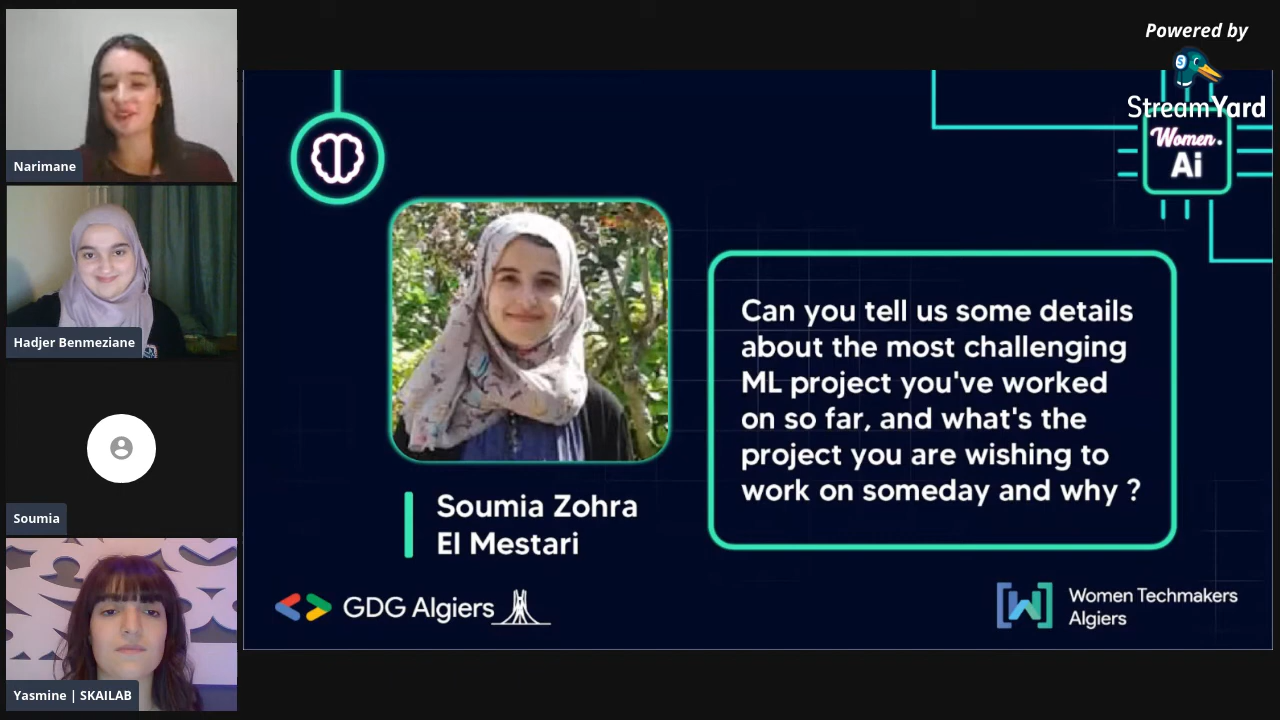 Narimane
Hadjer Benmeziane
Soumia
Yasmine | SKAILAB
Powered by
StreamYard
Women.
Ai
Can you tell us some details
about the most challenging
ML project you've worked
on so far, and what's the
project you are wishing to
work on someday and why ?
Soumia Zohra
El Mestari
GDG Algiers
Women Techmakers
Algiers